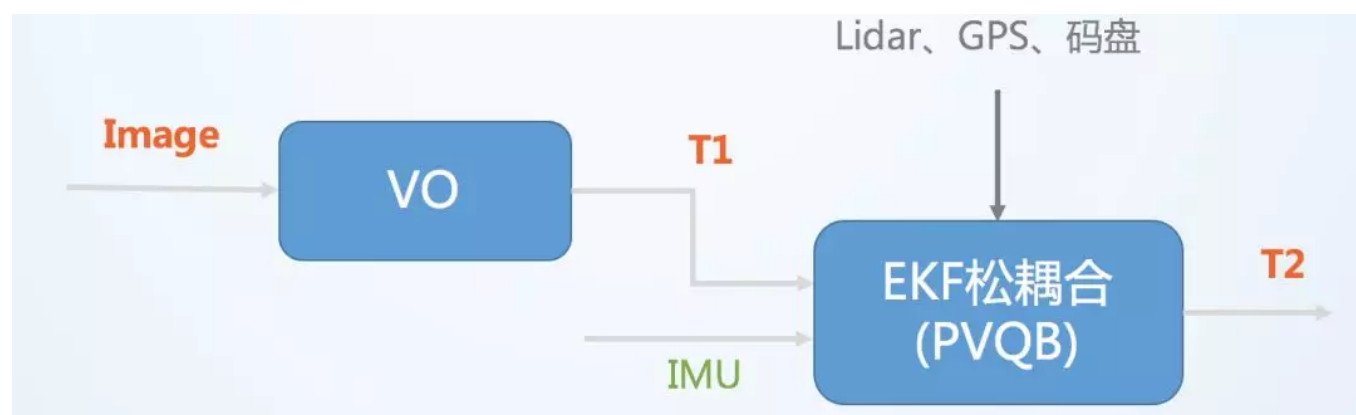 Lidar、GPS、码盘
Image
VO
T1
EKF松耦合
(PVQB)
T2
IMU